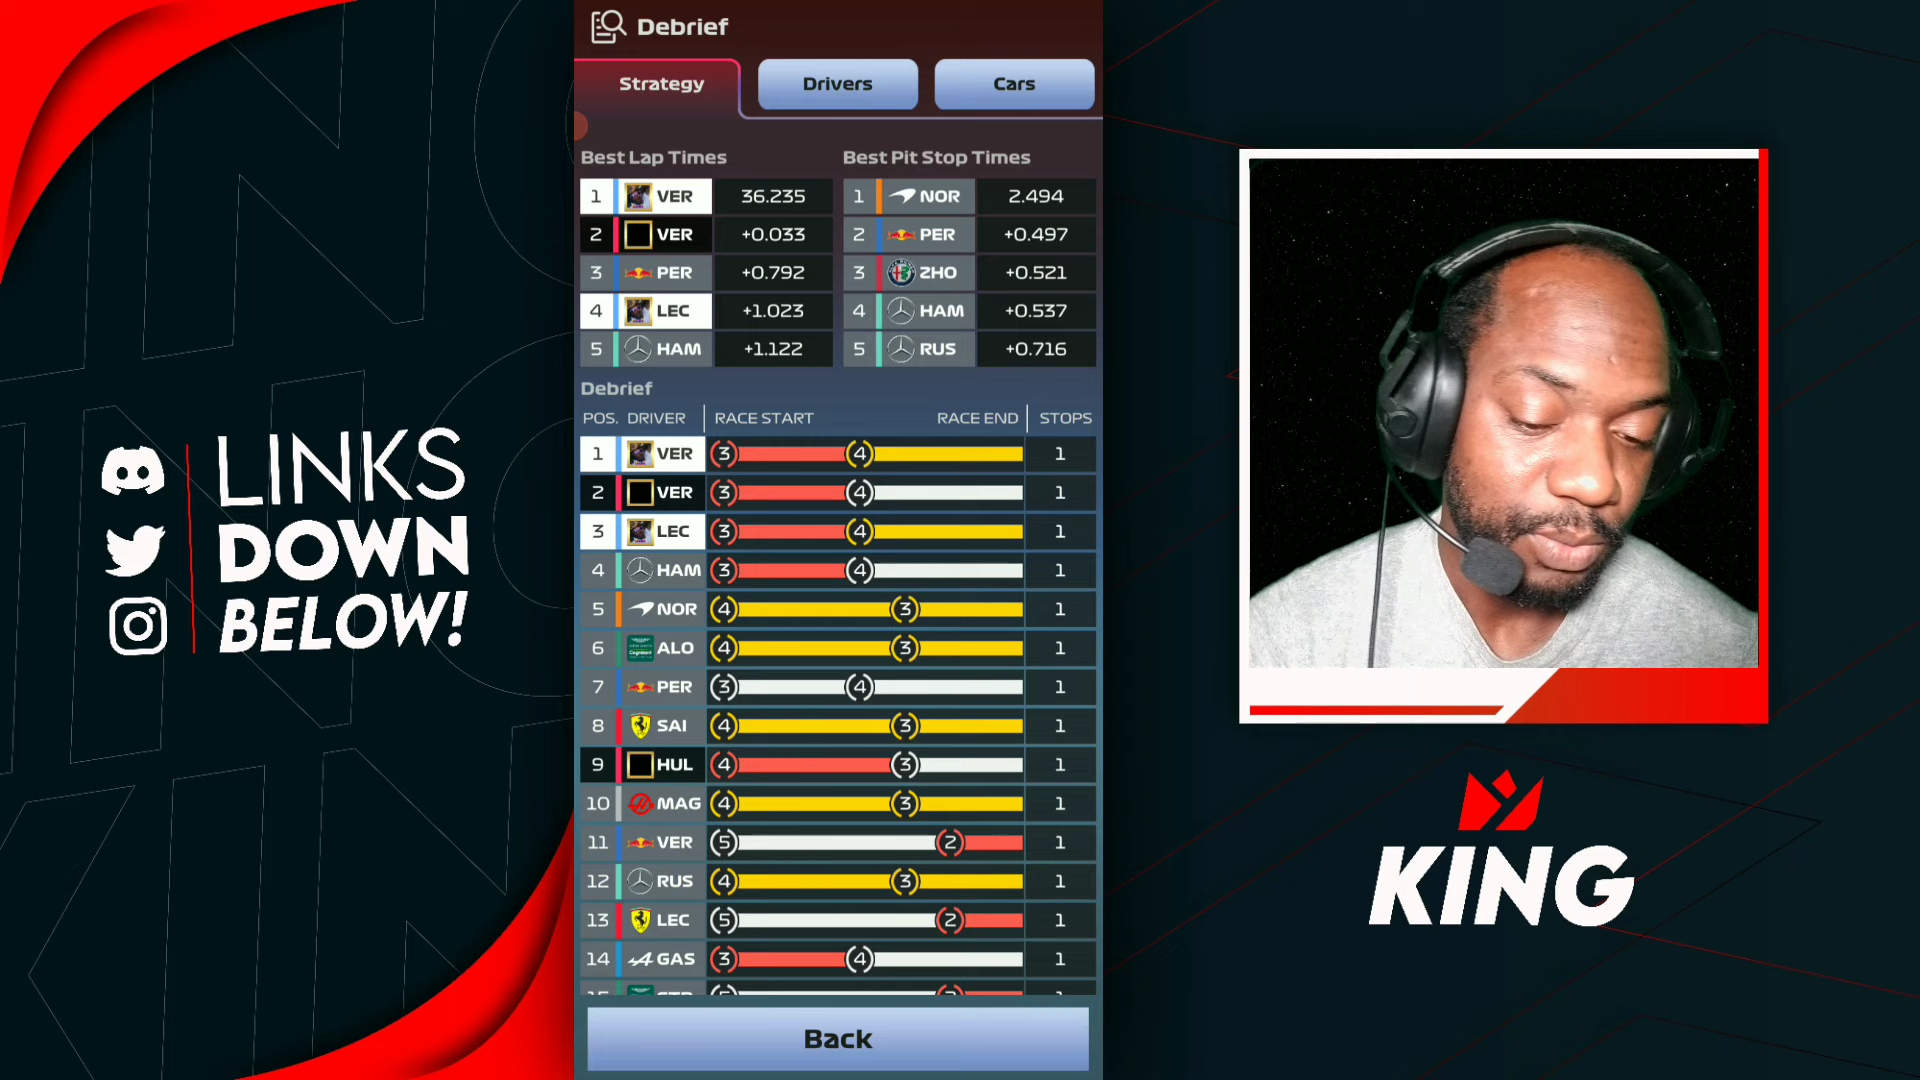 Debrief
Strategy
Drivers
Cars
Best Lap Times
1 VER 36.235
2 VER +0.033
3 PER +0.792
4 LEC +1.023
5 HAM +1.122
Best Pit Stop Times
1 NOR 2.494
2 PER +0.497
3 ZHO +0.521
4 HAM +0.537
5 RUS +0.716
Debrief
POS. DRIVER RACE START RACE END STOPS
1 VER 3 4 1
2 VER 3 4 1
3 LEC 3 4 1
4 HAM 3 4 1
5 NOR 4 3 1
6 ALO 4 3 1
7 PER 3 4 1
8 SAI 4 3 1
9 HUL 4 3 1
10 MAG 4 3 1
11 VER 5 2 1
12 RUS 4 3 1
13 LEC 5 2 1
14 GAS 3 4 1
Back
LINKS
DOWN
BELOW!
KING